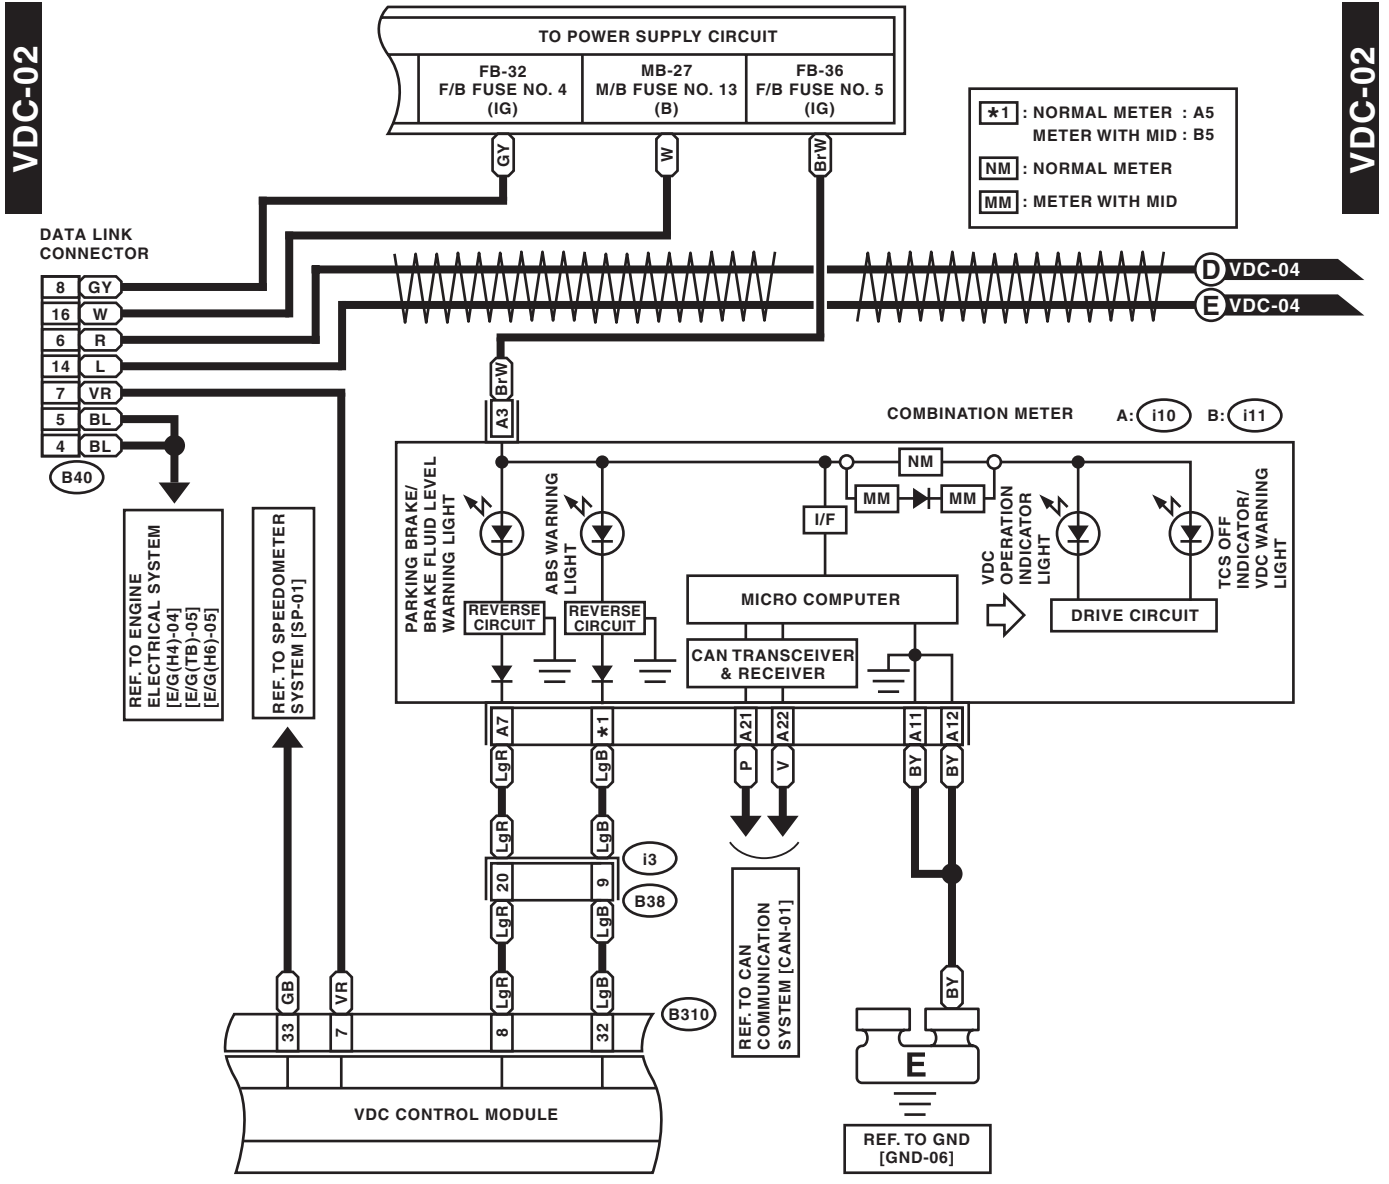 VDC-02
VDC-02
TO POWER SUPPLY CIRCUIT
FB-32
F/B FUSE NO. 4
(IG)
MB-27
M/B FUSE NO. 13
(B)
FB-36
F/B FUSE NO. 5
(IG)
GY
W
BrW
*1 : NORMAL METER : A5
METER WITH MID : B5
NM : NORMAL METER
MM : METER WITH MID
DATA LINK
CONNECTOR
8 GY
16 W
6 R
14 L
7 VR
5 BL
4 BL
B40
D VDC-04
E VDC-04
BrW
A3
COMBINATION METER A: i10 B: i11
PARKING BRAKE/
BRAKE FLUID LEVEL
WARNING LIGHT
ABS WARNING
LIGHT
NM
MM
MM
I/F
VDC
OPERATION
INDICATOR
LIGHT
TCS OFF
INDICATOR/
VDC WARNING
LIGHT
REVERSE
CIRCUIT
REVERSE
CIRCUIT
MICRO COMPUTER
DRIVE CIRCUIT
CAN TRANSCEIVER
& RECEIVER
REF. TO ENGINE
ELECTRICAL SYSTEM
[E/G(H4)-04]
[E/G(TB)-05]
[E/G(H6)-05]
REF. TO SPEEDOMETER
SYSTEM [SP-01]
A7
*1
A21
A22
A11
A12
LgR
LgB
P
V
BY
BY
LgR
LgB
i3
20
9
B38
LgR
LgB
REF. TO CAN
COMMUNICATION
SYSTEM [CAN-01]
GB
VR
LgR
LgB
BY
B310
33
7
8
32
E
VDC CONTROL MODULE
REF. TO GND
[GND-06]